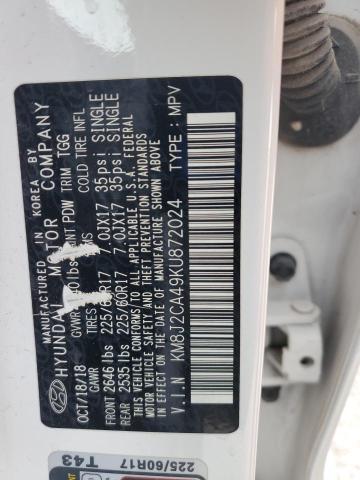 MANUFACTURED IN KOREA BY
HYUNDAI MOTOR COMPANY
OCT/18/18 GVWR lbs PNT PDW TRIM TGG
GAWR TIRES RIMS COLD TIRE INFL
FRONT 2646 lbs 225/60R17 7.0JX17 35psi SINGLE
REAR 2535 lbs 225/60R17 7.0JX17 35psi SINGLE
THIS VEHICLE CONFORMS TO ALL APPLICABLE U.S.A. FEDERAL
MOTOR VEHICLE SAFETY, BUMPER, AND THEFT PREVENTION STANDARDS
IN EFFECT ON THE DATE OF MANUFACTURE SHOWN ABOVE
V.I.N KM8J2CA49KU872024 TYPE: MPV
T43
225/60R17